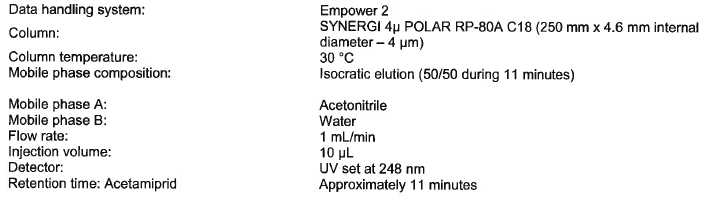 Data handling system: Empower 2
Column: SYNERGI 4µ POLAR RP-80A C18 (250 mm x 4.6 mm internal
diameter – 4 µm)
Column temperature: 30 °C
Mobile phase composition: Isocratic elution (50/50 during 11 minutes)
Mobile phase A: Acetonitrile
Mobile phase B: Water
Flow rate: 1 mL/min
Injection volume: 10 µL
Detector: UV set at 248 nm
Retention time: Acetamiprid Approximately 11 minutes